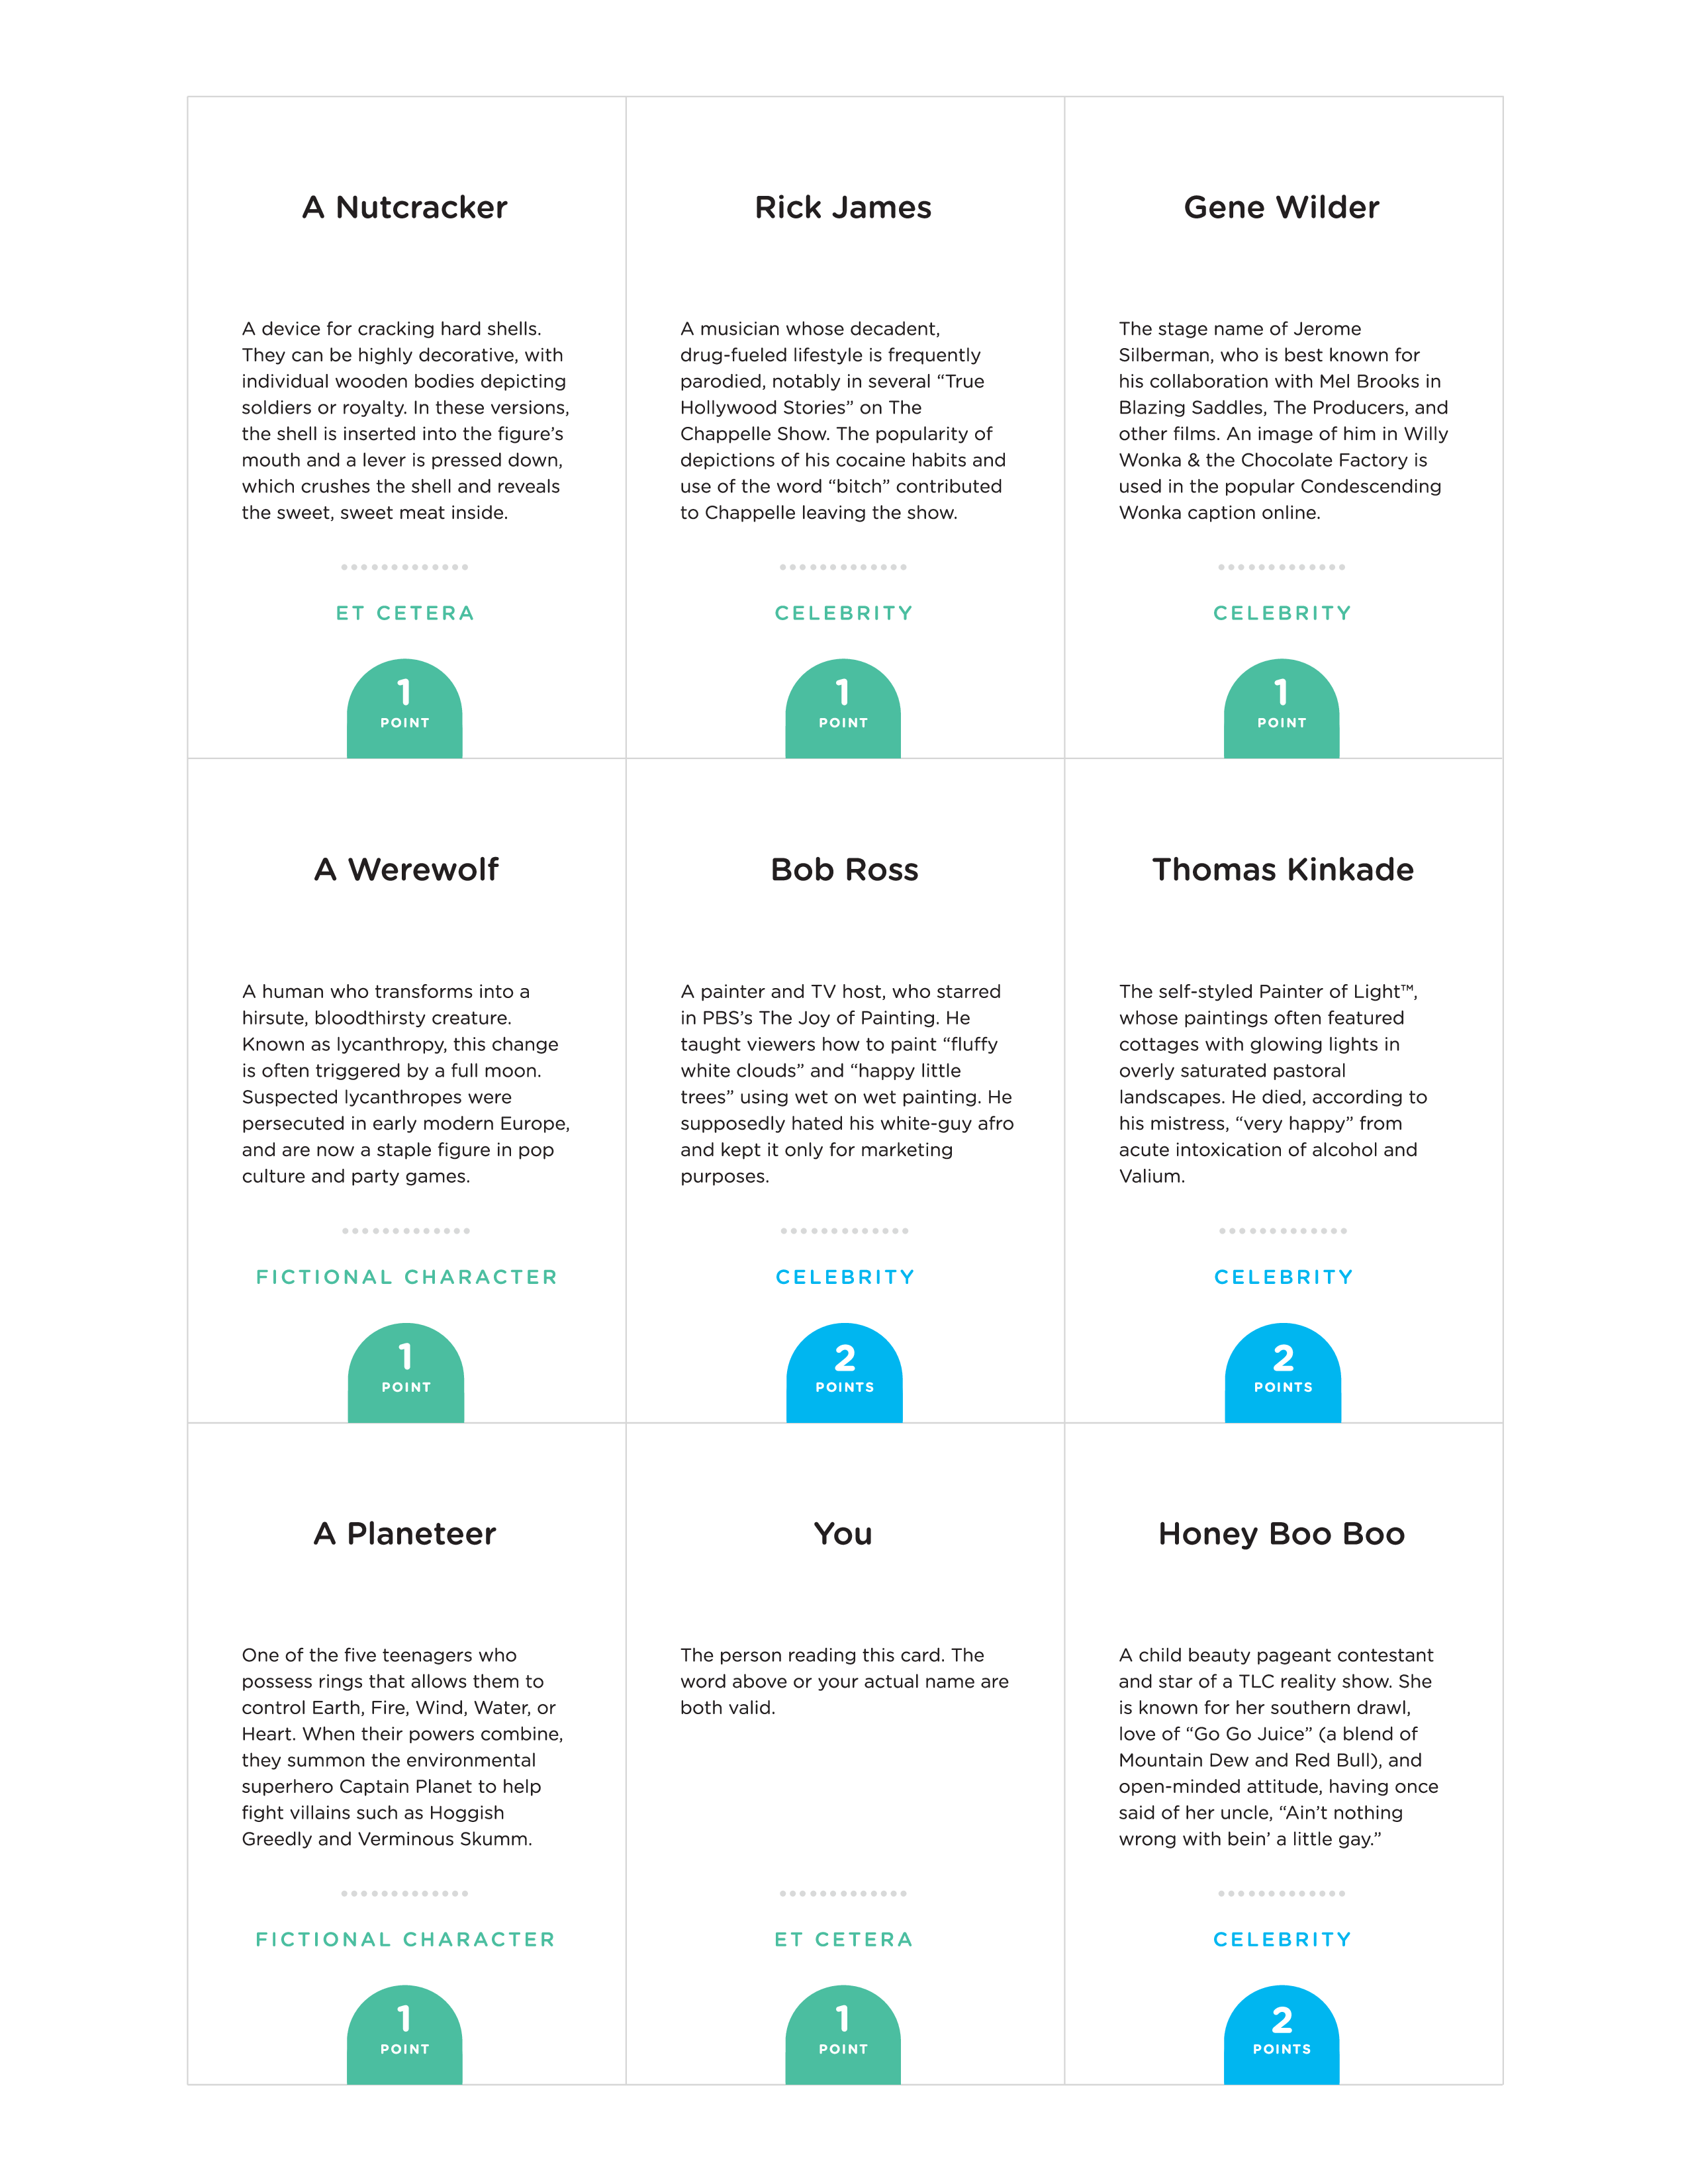 A Nutcracker
A device for cracking hard shells.
They can be highly decorative, with
individual wooden bodies depicting
soldiers or royalty. In these versions,
the shell is inserted into the figure’s
mouth and a lever is pressed down,
which crushes the shell and reveals
the sweet, sweet meat inside.
ET CETERA
1
POINT
Rick James
A musician whose decadent,
drug-fueled lifestyle is frequently
parodied, notably in several “True
Hollywood Stories” on The
Chappelle Show. The popularity of
depictions of his cocaine habits and
use of the word “bitch” contributed
to Chappelle leaving the show.
CELEBRITY
1
POINT
Gene Wilder
The stage name of Jerome
Silberman, who is best known for
his collaboration with Mel Brooks in
Blazing Saddles, The Producers, and
other films. An image of him in Willy
Wonka & the Chocolate Factory is
used in the popular Condescending
Wonka caption online.
CELEBRITY
1
POINT
A Werewolf
A human who transforms into a
hirsute, bloodthirsty creature.
Known as lycanthropy, this change
is often triggered by a full moon.
Suspected lycanthropes were
persecuted in early modern Europe,
and are now a staple figure in pop
culture and party games.
FICTIONAL CHARACTER
1
POINT
Bob Ross
A painter and TV host, who starred
in PBS’s The Joy of Painting. He
taught viewers how to paint “fluffy
white clouds” and “happy little
trees” using wet on wet painting. He
supposedly hated his white-guy afro
and kept it only for marketing
purposes.
CELEBRITY
2
POINTS
Thomas Kinkade
The self-styled Painter of Light™,
whose paintings often featured
cottages with glowing lights in
overly saturated pastoral
landscapes. He died, according to
his mistress, “very happy” from
acute intoxication of alcohol and
Valium.
CELEBRITY
2
POINTS
A Planeteer
One of the five teenagers who
possess rings that allows them to
control Earth, Fire, Wind, Water, or
Heart. When their powers combine,
they summon the environmental
superhero Captain Planet to help
fight villains such as Hoggish
Greedly and Verminous Skumm.
FICTIONAL CHARACTER
1
POINT
You
The person reading this card. The
word above or your actual name are
both valid.
ET CETERA
1
POINT
Honey Boo Boo
A child beauty pageant contestant
and star of a TLC reality show. She
is known for her southern drawl,
love of “Go Go Juice” (a blend of
Mountain Dew and Red Bull), and
open-minded attitude, having once
said of her uncle, “Ain’t nothing
wrong with bein’ a little gay.”
CELEBRITY
2
POINTS